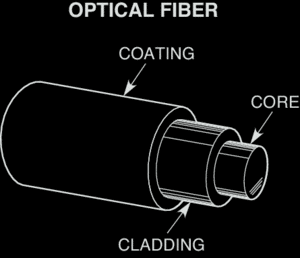 OPTICAL FIBER
COATING
CORE
CLADDING